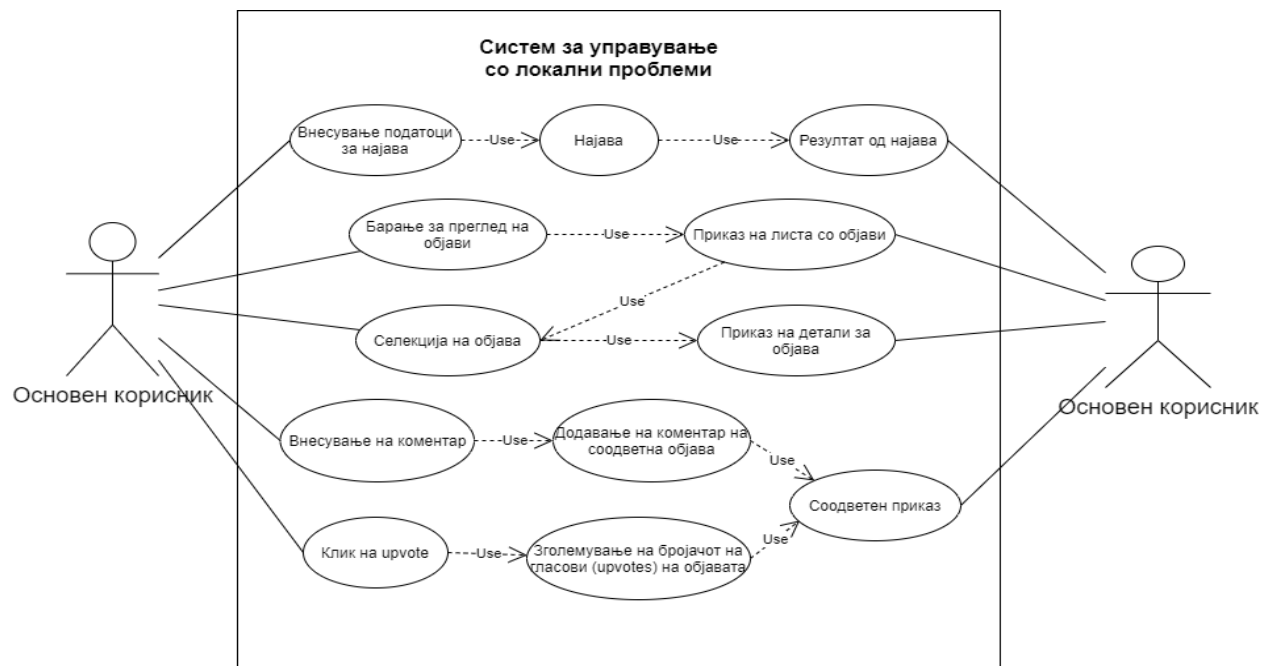 Систем за управување
со локални проблеми
Внесување податоци
за најава
Use
Најава
Use
Резултат од најава
Барање за преглед на
објави
Use
Приказ на листа со објави
Use
Селекција на објава
Use
Приказ на детали за
објава
Основен корисник
Основен корисник
Внесување на коментар
Use
Додавање на коментар на
соодветна објава
Use
Соодветен приказ
Клик на upvote
Use
Зголемување на бројачот на
гласови (upvotes) на објавата
Use